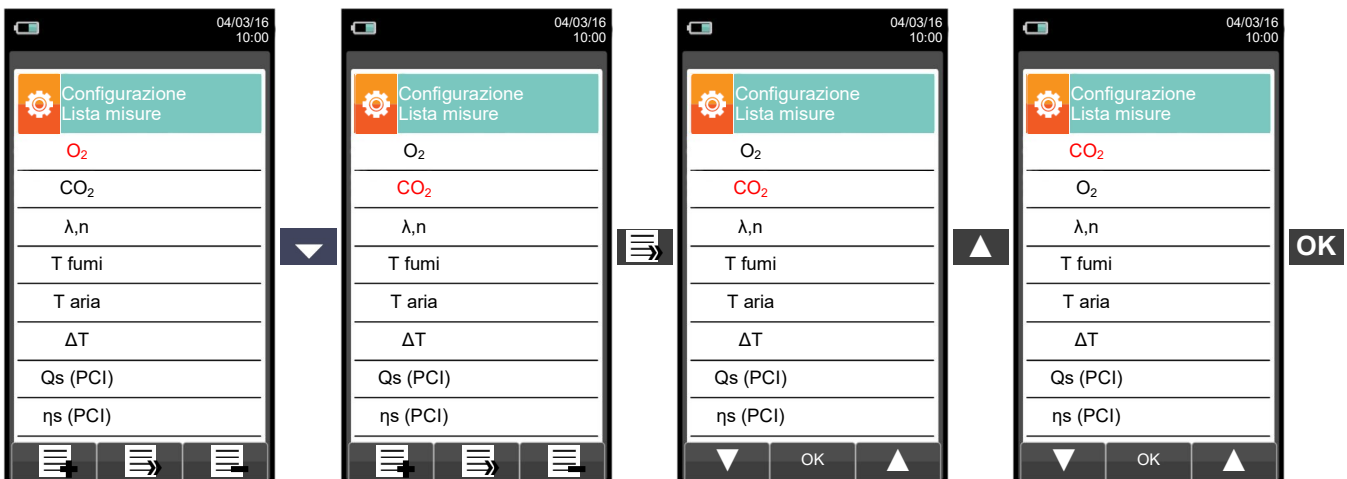 04/03/16
10:00
Configurazione
Lista misure
O₂
CO₂
λ,n
T fumi
T aria
ΔT
Qs (PCI)
ηs (PCI)
04/03/16
10:00
Configurazione
Lista misure
O₂
CO₂
λ,n
T fumi
T aria
ΔT
Qs (PCI)
ηs (PCI)
04/03/16
10:00
Configurazione
Lista misure
O₂
CO₂
λ,n
T fumi
T aria
ΔT
Qs (PCI)
ηs (PCI)
OK
04/03/16
10:00
Configurazione
Lista misure
CO₂
O₂
λ,n
T fumi
T aria
ΔT
Qs (PCI)
ηs (PCI)
OK
OK